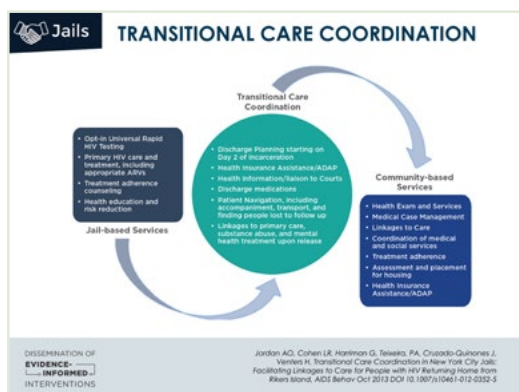 Jails
TRANSITIONAL CARE COORDINATION
Transitional Care
Coordination
• Opt-in Universal Rapid
HIV Testing
• Primary HIV care and
treatment, including
appropriate ARVs
• Treatment adherence
counseling
• Health education and
risk reduction
Jail-based Services
• Discharge Planning starting on
Day 2 of Incarceration
• Health Insurance Assistance/ADAP
• Health information/liaison to Courts
• Discharge medications
• Patient Navigation, including
accompaniment, transport, and
finding people lost to follow up
• Linkages to primary care,
substance abuse, and mental
health treatment upon release
Community-based
Services
• Health Exam and Services
• Medical Case Management
• Linkages to Care
• Coordination of medical
and social services
• Treatment adherence
• Assessment and placement
for housing
• Health Insurance
Assistance/ADAP
DISSEMINATION OF
EVIDENCE-
INFORMED
INTERVENTIONS
Jordan AO, Cohen LR, Harriman G, Teixeira, PA, Cruzado-Quinones J,
Venters H. Transitional Care Coordination in New York City Jails:
Facilitating Linkages to Care for People with HIV Returning Home from
Rikers Island, AIDS Behav Oct 2013 DOI 10.1007/s10461-012-0352-5